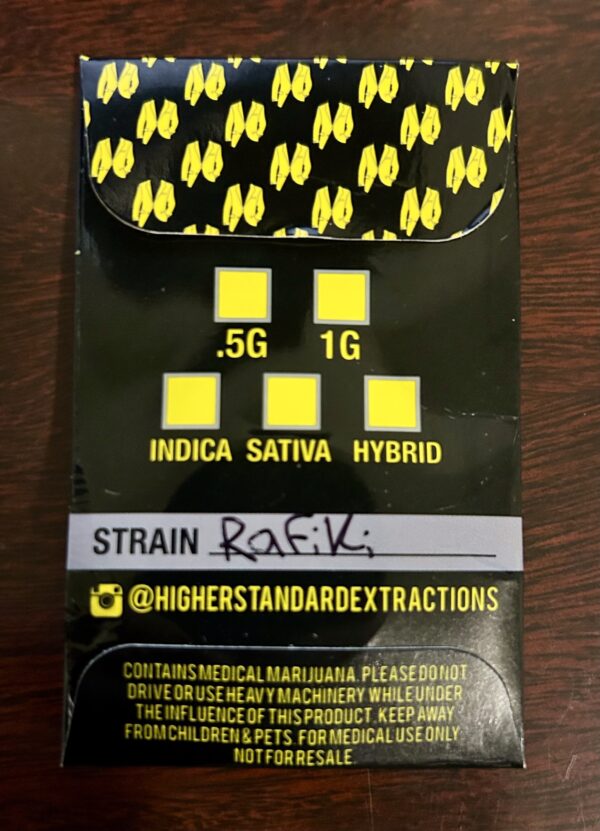 .5G 1G
INDICA SATIVA HYBRID
STRAIN Rafiki
@HIGHERSTANDARDEXTRACTIONS
CONTAINS MEDICAL MARIJUANA. PLEASE DO NOT
DRIVE OR USE HEAVY MACHINERY WHILE UNDER
THE INFLUENCE OF THIS PRODUCT. KEEP AWAY
FROM CHILDREN & PETS. FOR MEDICAL USE ONLY.
NOT FOR RESALE.